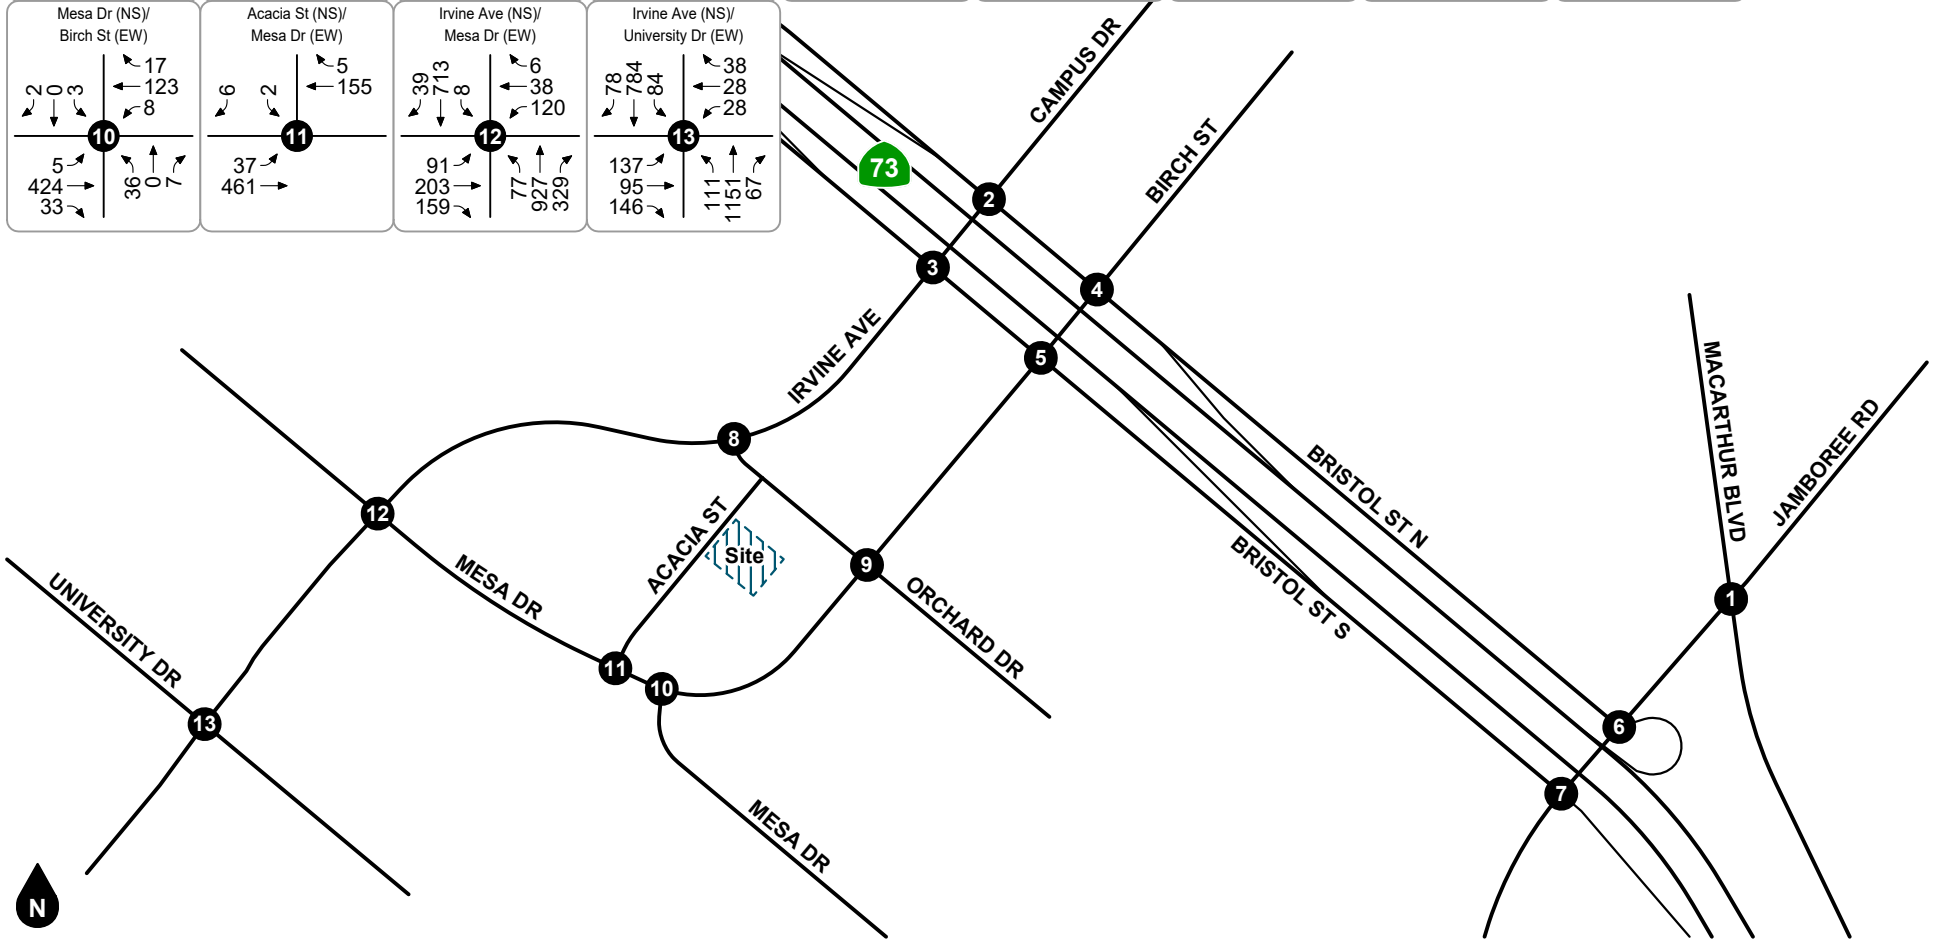 Mesa Dr (NS)/
Birch St (EW)
2
0
3
17
123
8
10
5
424
33
36
0
7
Acacia St (NS)/
Mesa Dr (EW)
6
2
5
155
11
37
461
Irvine Ave (NS)/
Mesa Dr (EW)
39
713
8
6
38
120
12
91
203
159
77
927
329
Irvine Ave (NS)/
University Dr (EW)
78
784
84
38
28
28
13
137
95
146
111
1151
67
73
CAMPUS DR
BIRCH ST
2
3
4
5
IRVINE AVE
8
MACARTHUR BLVD
JAMBOREE RD
BRISTOL ST N
BRISTOL ST S
12
MESA DR
ACACIA ST
Site
9
ORCHARD DR
UNIVERSITY DR
11
10
13
1
6
7
MESA DR
N